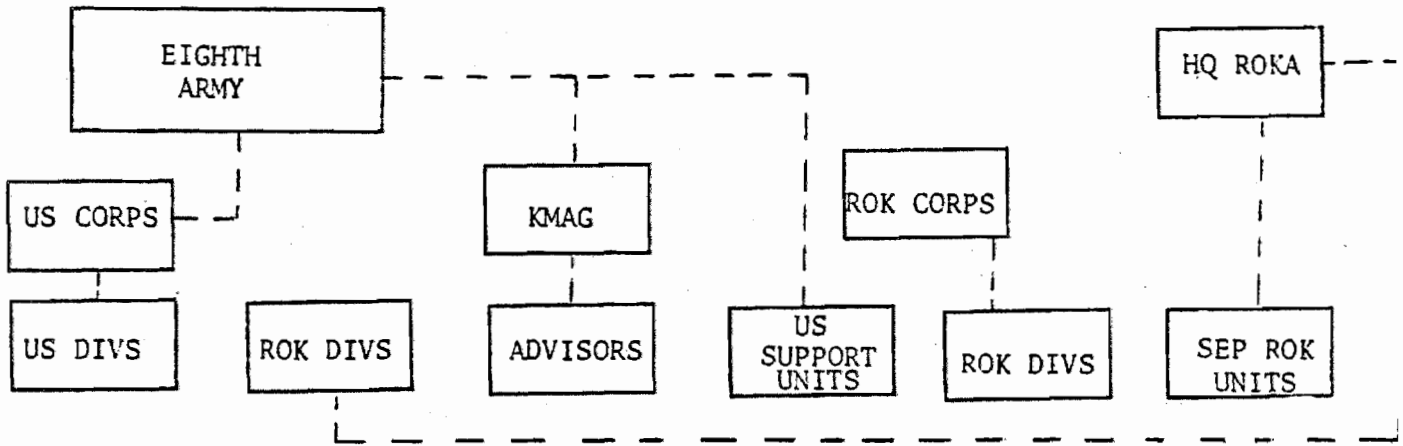 EIGHTH
ARMY
HQ ROKA
US CORPS
KMAG
ROK CORPS
US DIVS
ROK DIVS
ADVISORS
US
SUPPORT
UNITS
ROK DIVS
SEP ROK
UNITS